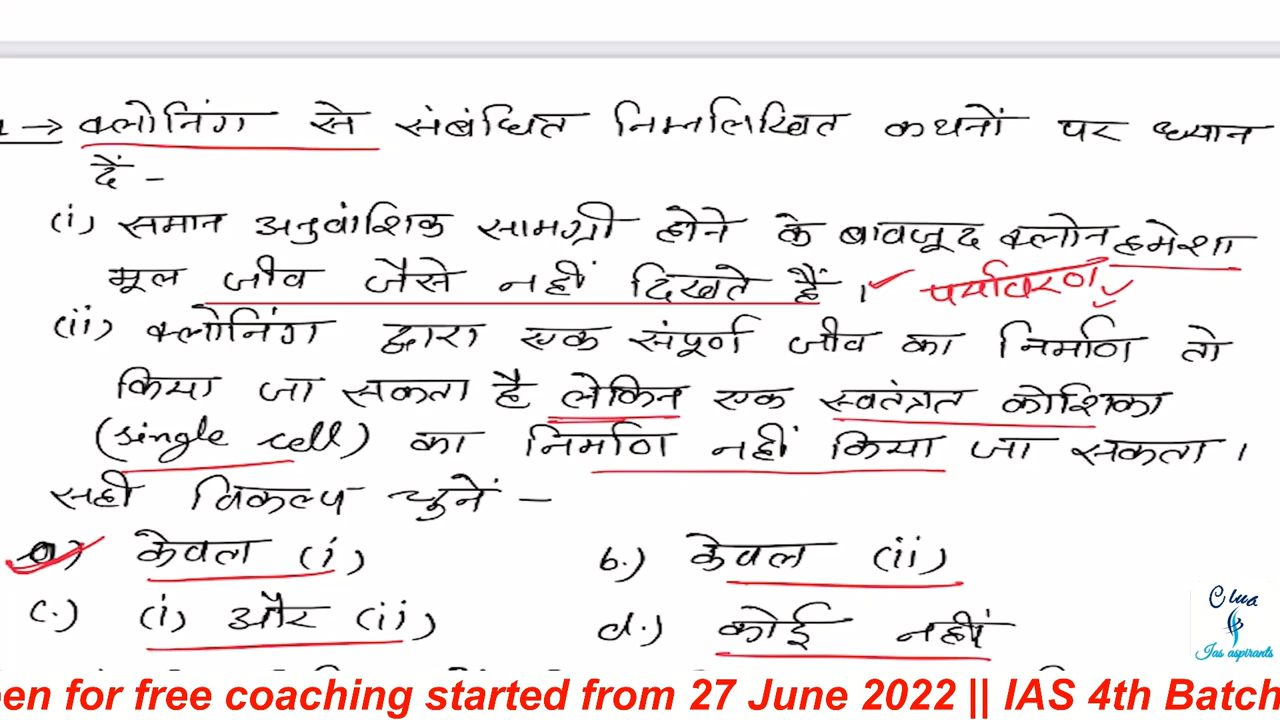 → क्लोनिंग से संबंधित निम्नलिखित कथनों पर ध्यान
दें -
(i) समान अनुवांशिक सामग्री होने के बावजूद क्लोन हमेशा
मूल जीव जैसे नहीं दिखते हैं। ✓ पर्यावरण ✓
(ii) क्लोनिंग द्वारा एक संपूर्ण जीव का निर्माण तो
किया जा सकता है लेकिन एक स्वतंत्रत कोशिका
(single cell) का निर्माण नहीं किया जा सकता।
सही विकल्प चुनें -
a) केवल (i)
b.) केवल (ii)
c.) (i) और (ii)
d.) कोई नहीं
Clue
Ias aspirants
en for free coaching started from 27 June 2022 || IAS 4th Batch